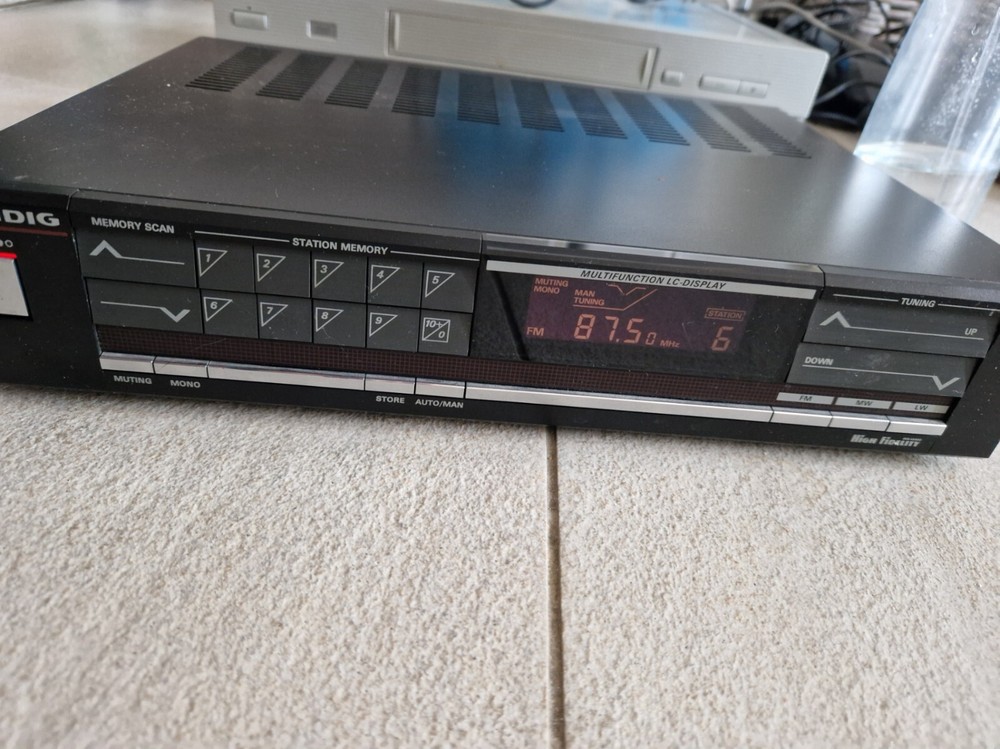 DIG
MEMORY SCAN
STATION MEMORY
1 2 3 4 5
6 7 8 9 10+/0
MUTING
MONO
STORE
AUTO/MAN
MULTIFUNCTION LC-DISPLAY
MUTING
MONO
MAN
TUNING
STATION
FM 87.50 MHz 6
TUNING
UP
DOWN
FM MW LW
HIGH FIDELITY